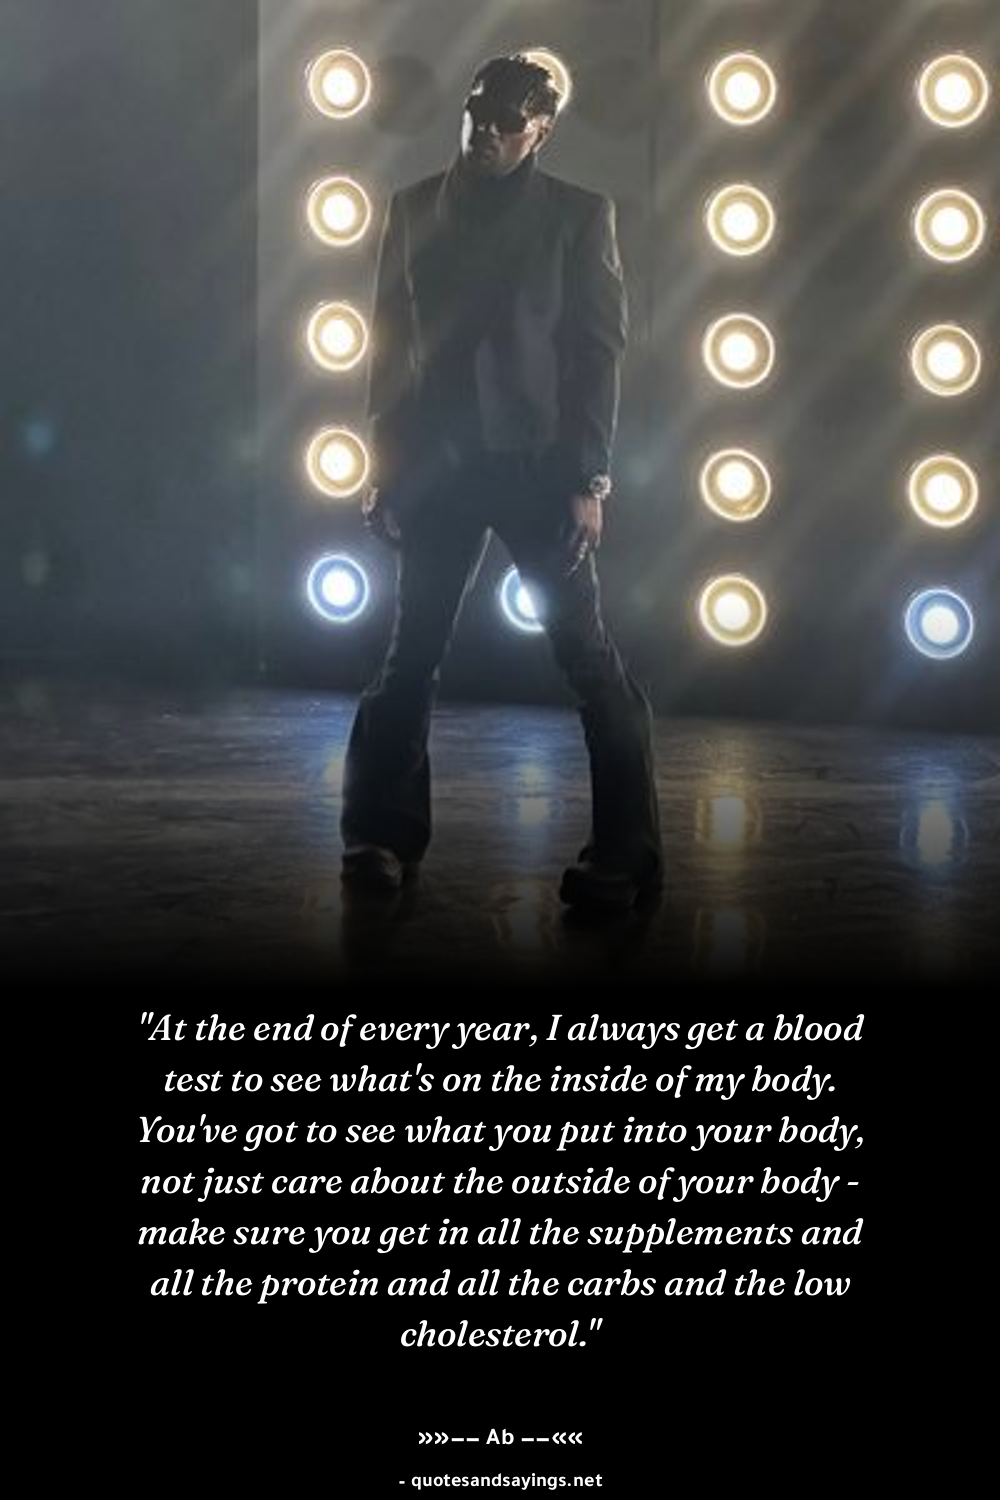 "At the end of every year, I always get a blood
test to see what's on the inside of my body.
You've got to see what you put into your body,
not just care about the outside of your body -
make sure you get in all the supplements and
all the protein and all the carbs and the low
cholesterol."
»»−− Ab −−««
- quotesandsayings.net